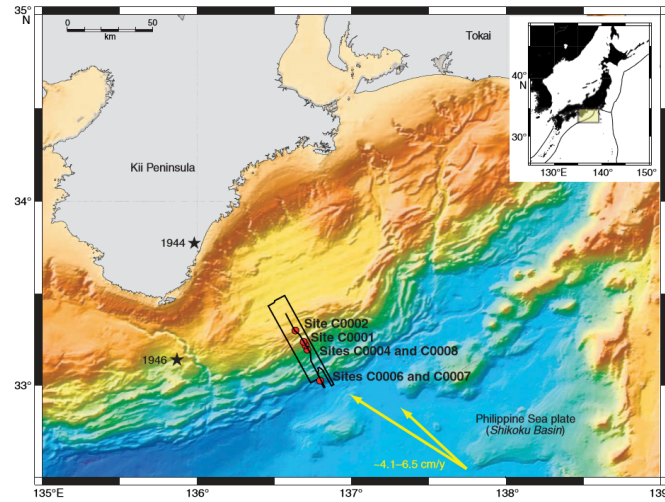 35°
N
0 50
km
Tokai
40°
N
30°
130°E 140°E 150°E
Kii Peninsula
34°
1944
Site C0002
Site C0001
Sites C0004 and C0008
1946
33°
Sites C0006 and C0007
Philippine Sea plate
(Shikoku Basin)
~4.1–6.5 cm/y
135°E 136° 137° 138°